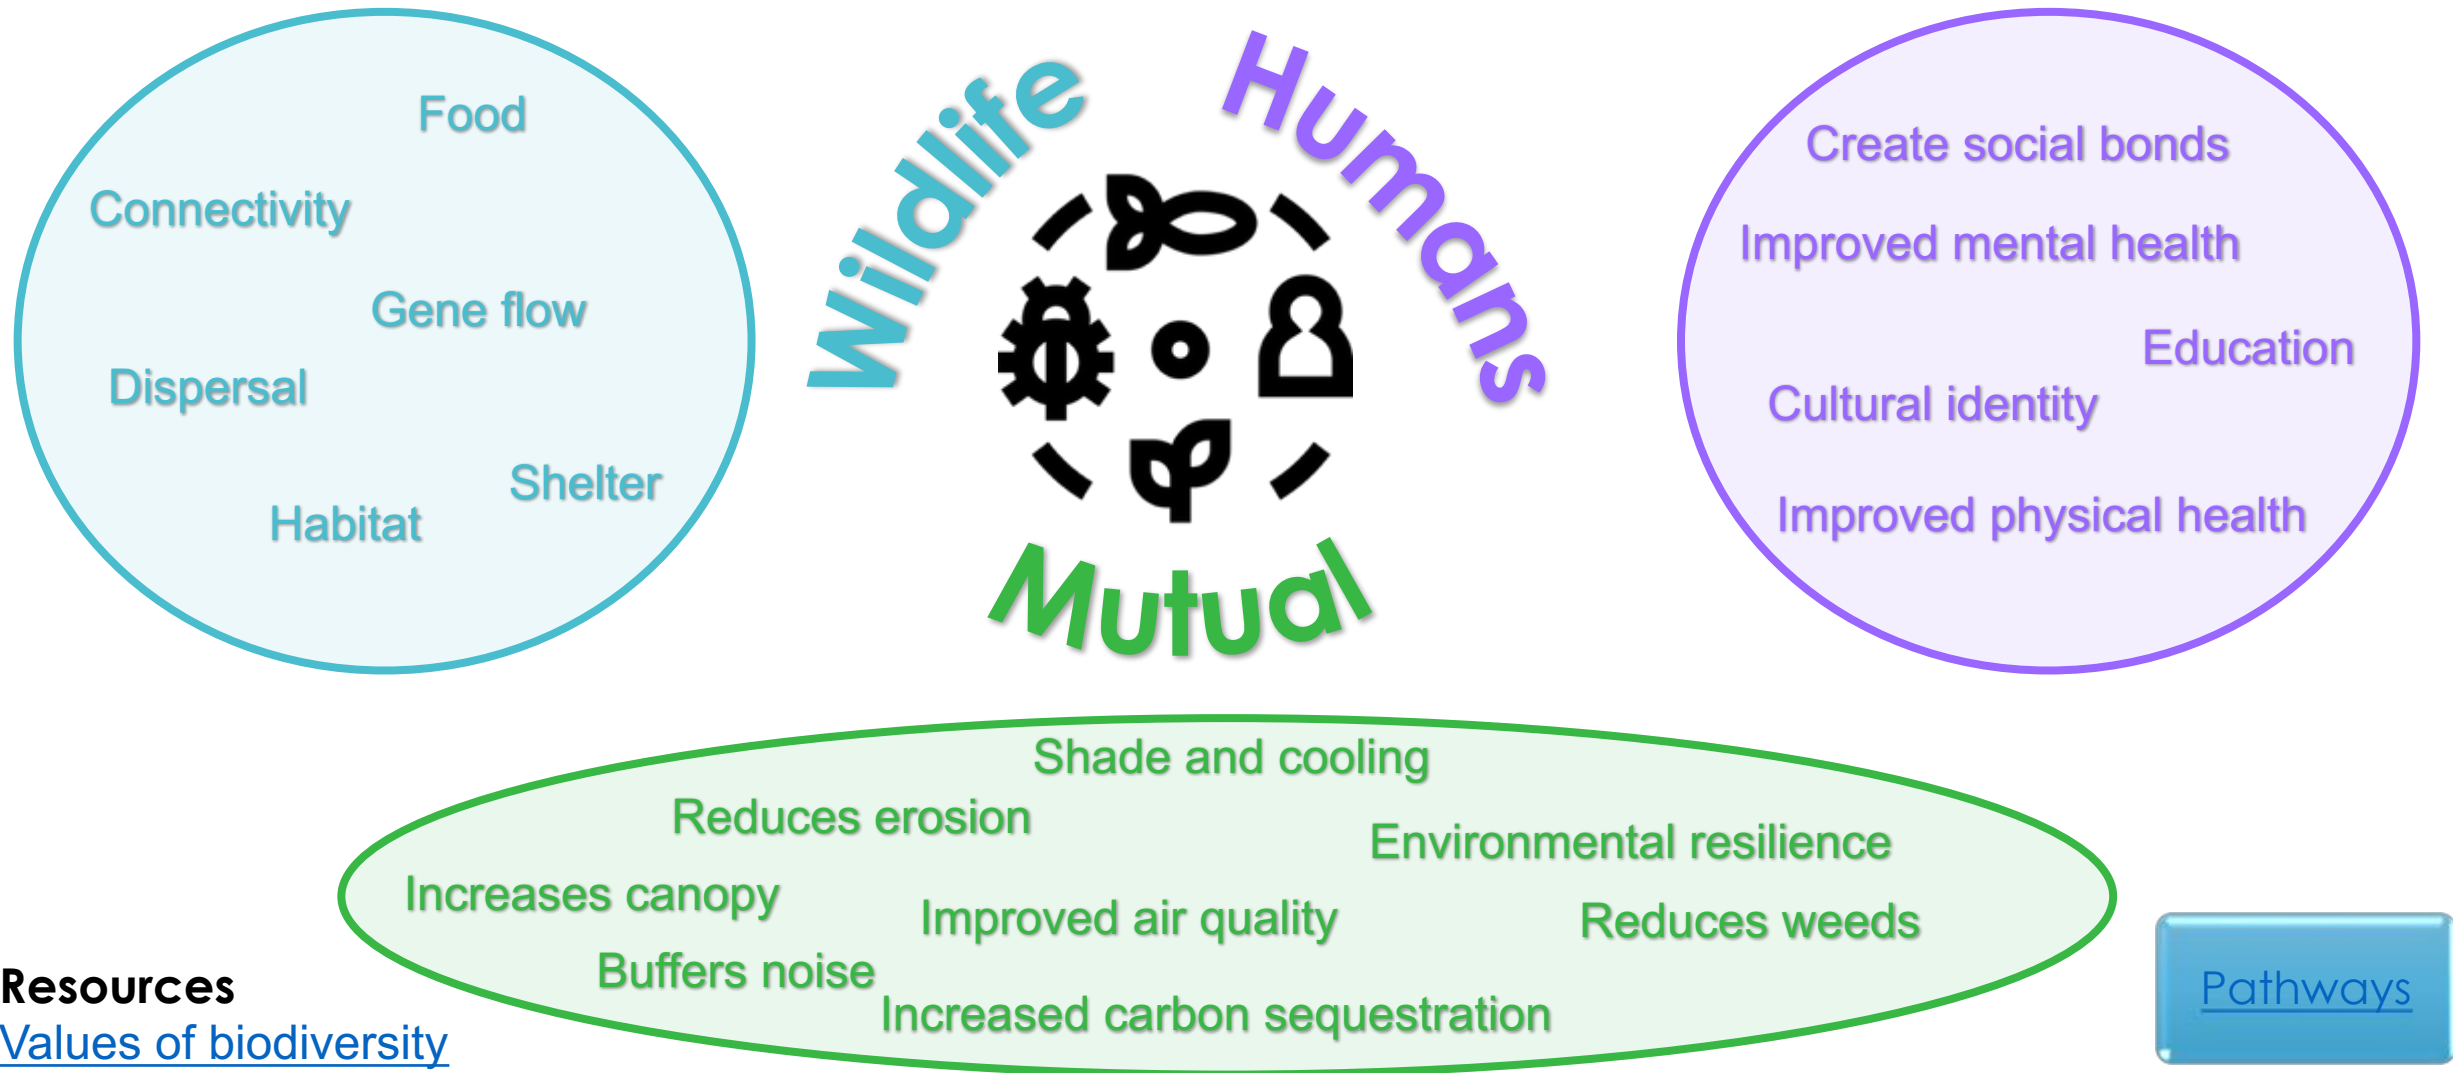 Wildlife
Humans
Mutual
Food
Connectivity
Gene flow
Dispersal
Shelter
Habitat
Create social bonds
Improved mental health
Education
Cultural identity
Improved physical health
Shade and cooling
Reduces erosion
Environmental resilience
Increases canopy
Improved air quality
Reduces weeds
Buffers noise
Increased carbon sequestration
Resources
Values of biodiversity
Pathways